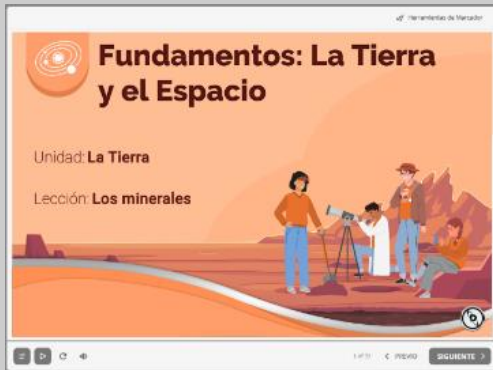 Herramientas de Marcador
Fundamentos: La Tierra
y el Espacio
Unidad: La Tierra
Lección: Los minerales
PREVIO
SIGUIENTE